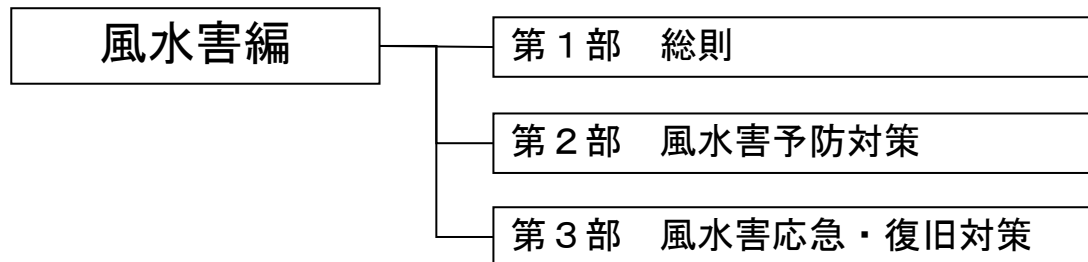 風水害編
第１部　総則
第２部　風水害予防対策
第３部　風水害応急・復旧対策